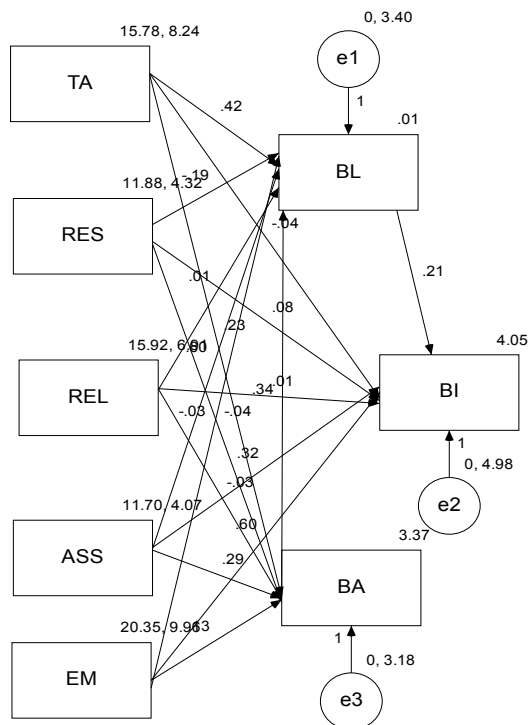 15.78, 8.24
TA
0, 3.40
e1
1
.01
BL
.42
-.19
11.88, 4.32
RES
-.04
.01
.21
.08
.23
15.92, 6.91
REL
.34
.01
4.05
BI
-.03
-.04
.32
-.03
1
0, 4.98
e2
11.70, 4.07
ASS
.60
.29
3.37
BA
20.35, 9.96
.13
EM
1
0, 3.18
e3